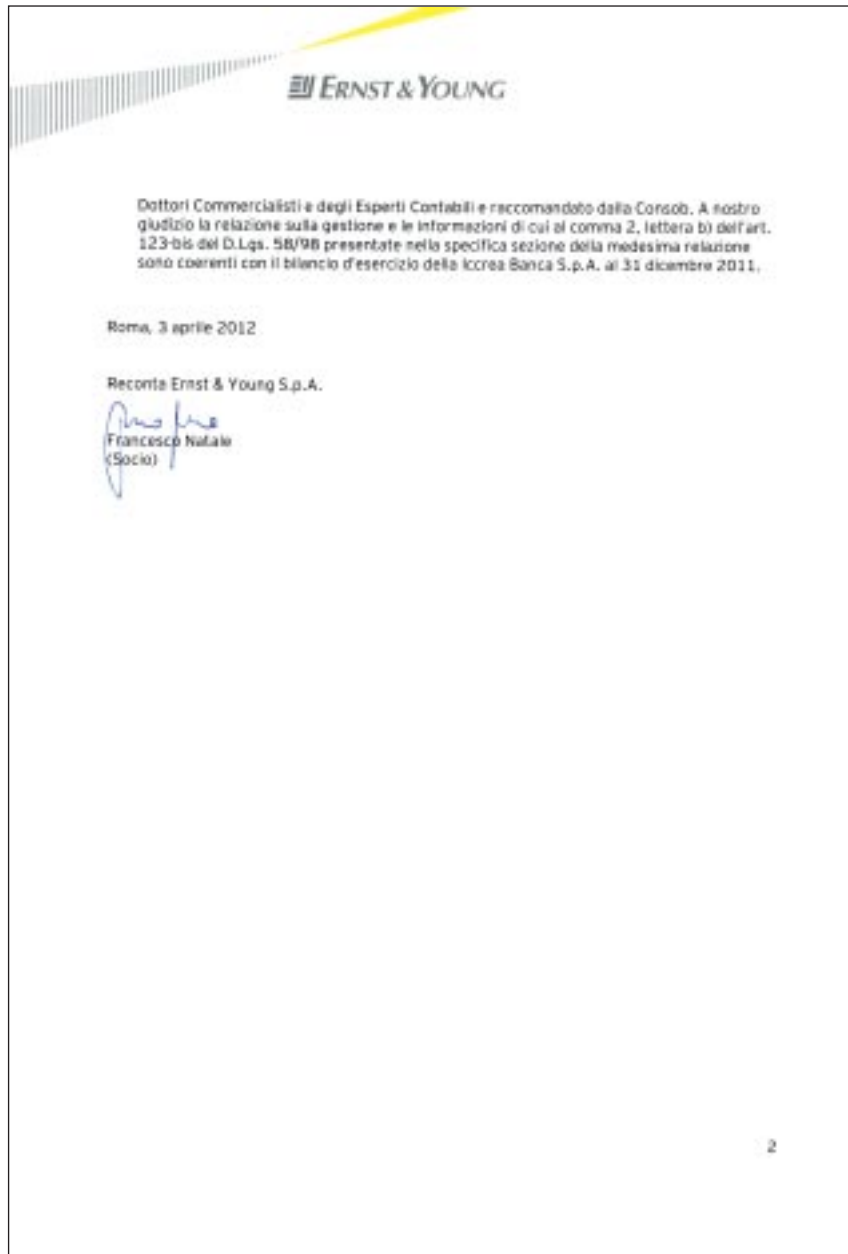 ERNST & YOUNG
Dottori Commercialisti e degli Esperti Contabili e raccomandato dalla Consob. A nostro
giudizio la relazione sulla gestione e le informazioni di cui al comma 2, lettera b) dell'art.
123-bis del D.Lgs. 58/98 presentate nella specifica sezione della medesima relazione
sono coerenti con il bilancio d'esercizio della Iccrea Banca S.p.A. al 31 dicembre 2011.
Roma, 3 aprile 2012
Reconta Ernst & Young S.p.A.
Francesco Natale
(Socio)
2